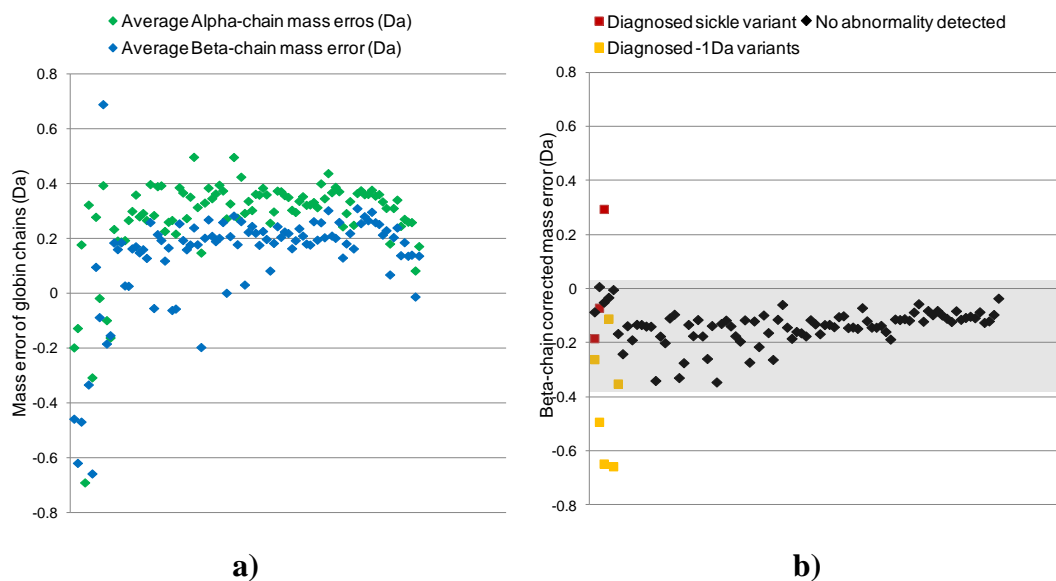 Average Alpha-chain mass erros (Da)
Average Beta-chain mass error (Da)
0.8
0.6
0.4
0.2
0
-0.2
-0.4
-0.6
-0.8
Mass error of globin chains (Da)
a)
Diagnosed sickle variant
No abnormality detected
Diagnosed -1Da variants
0.8
0.6
0.4
0.2
0
-0.2
-0.4
-0.6
-0.8
Beta-chain corrected mass error (Da)
b)